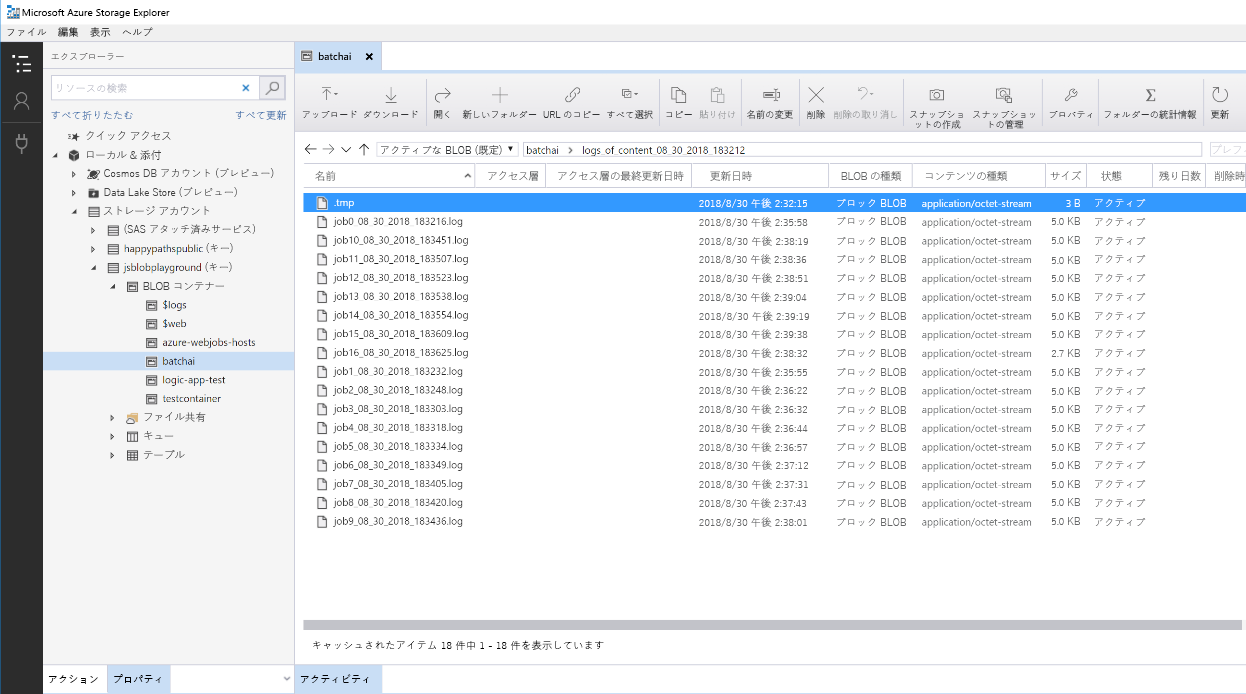 Microsoft Azure Storage Explorer
ファイル 編集 表示 ヘルプ
エクスプローラー
リソースの検索
すべて折りたたむ すべて更新
クイック アクセス
ローカル & 添付
Cosmos DB アカウント (プレビュー)
Data Lake Store (プレビュー)
ストレージ アカウント
(SAS アタッチ済みサービス)
happypathspublic (キー)
jsblobplayground (キー)
BLOB コンテナー
$logs
$web
azure-webjobs-hosts
batchai
logic-app-test
testcontainer
ファイル共有
キュー
テーブル
アクション プロパティ
batchai
アップロード ダウンロード 開く 新しいフォルダー URL のコピー すべて選択 コピー 貼り付け 名前の変更 削除 削除の取り消し スナップショットの作成 スナップショットの管理 プロパティ フォルダーの統計情報 更新
アクティブな BLOB (既定) batchai logs_of_content_08_30_2018_183212 プレフ
名前 アクセス層 アクセス層の最終更新日時 更新日時 BLOB の種類 コンテンツの種類 サイズ 状態 残り日数 削除時
.tmp 2018/8/30 午後 2:32:15 ブロック BLOB application/octet-stream 3 B アクティブ
job0_08_30_2018_183216.log 2018/8/30 午後 2:35:58 ブロック BLOB application/octet-stream 5.0 KB アクティブ
job10_08_30_2018_183451.log 2018/8/30 午後 2:38:19 ブロック BLOB application/octet-stream 5.0 KB アクティブ
job11_08_30_2018_183507.log 2018/8/30 午後 2:38:36 ブロック BLOB application/octet-stream 5.0 KB アクティブ
job12_08_30_2018_183523.log 2018/8/30 午後 2:38:51 ブロック BLOB application/octet-stream 5.0 KB アクティブ
job13_08_30_2018_183538.log 2018/8/30 午後 2:39:04 ブロック BLOB application/octet-stream 5.0 KB アクティブ
job14_08_30_2018_183554.log 2018/8/30 午後 2:39:19 ブロック BLOB application/octet-stream 5.0 KB アクティブ
job15_08_30_2018_183609.log 2018/8/30 午後 2:39:38 ブロック BLOB application/octet-stream 5.0 KB アクティブ
job16_08_30_2018_183625.log 2018/8/30 午後 2:38:32 ブロック BLOB application/octet-stream 2.7 KB アクティブ
job1_08_30_2018_183232.log 2018/8/30 午後 2:35:55 ブロック BLOB application/octet-stream 5.0 KB アクティブ
job2_08_30_2018_183248.log 2018/8/30 午後 2:36:22 ブロック BLOB application/octet-stream 5.0 KB アクティブ
job3_08_30_2018_183303.log 2018/8/30 午後 2:36:32 ブロック BLOB application/octet-stream 5.0 KB アクティブ
job4_08_30_2018_183318.log 2018/8/30 午後 2:36:44 ブロック BLOB application/octet-stream 5.0 KB アクティブ
job5_08_30_2018_183334.log 2018/8/30 午後 2:36:57 ブロック BLOB application/octet-stream 5.0 KB アクティブ
job6_08_30_2018_183349.log 2018/8/30 午後 2:37:12 ブロック BLOB application/octet-stream 5.0 KB アクティブ
job7_08_30_2018_183405.log 2018/8/30 午後 2:37:31 ブロック BLOB application/octet-stream 5.0 KB アクティブ
job8_08_30_2018_183420.log 2018/8/30 午後 2:37:43 ブロック BLOB application/octet-stream 5.0 KB アクティブ
job9_08_30_2018_183436.log 2018/8/30 午後 2:38:01 ブロック BLOB application/octet-stream 5.0 KB アクティブ
キャッシュされたアイテム 18 件中 1 - 18 件を表示しています
アクティビティ